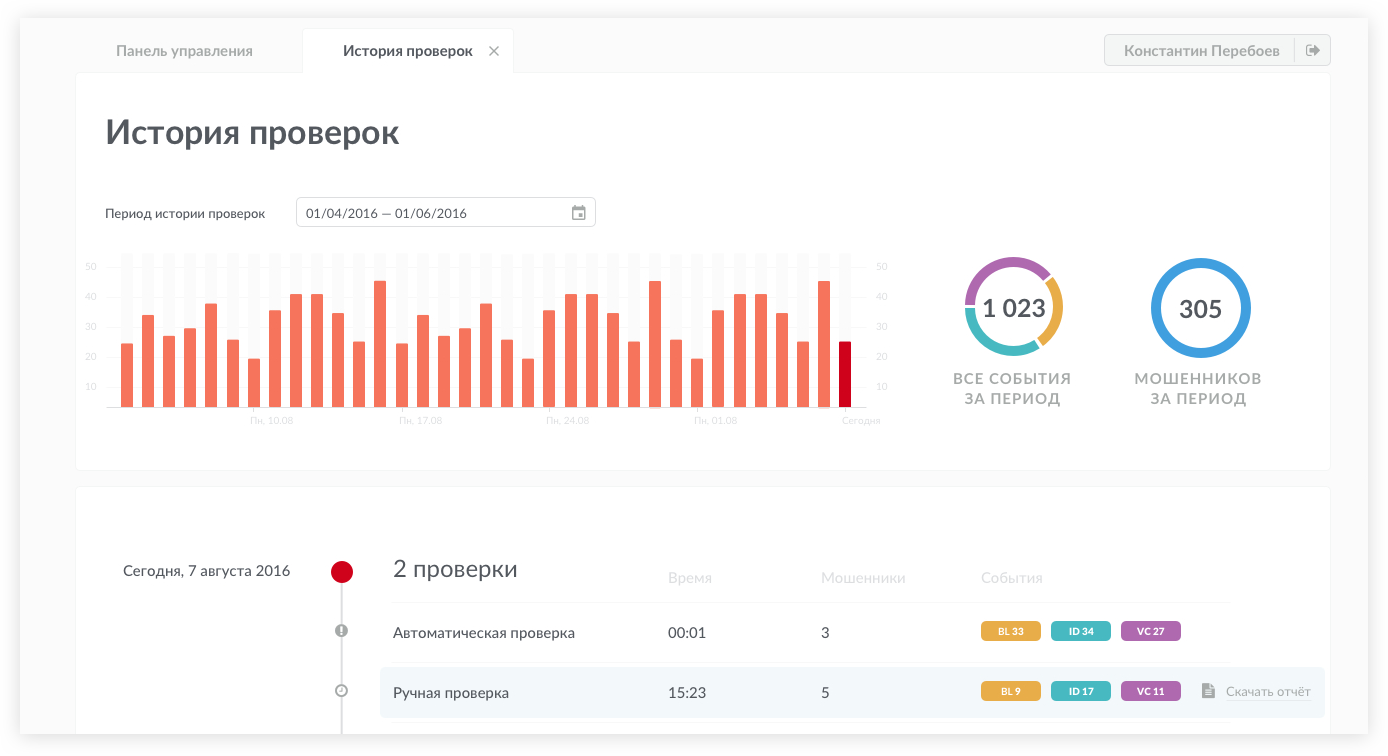 Панель управления
История проверок
Константин Перебоев
История проверок
Период истории проверок
01/04/2016 — 01/06/2016
50
40
30
20
10
50
40
30
20
10
Пн. 10.08
Пн. 17.08
Пн. 24.08
Пн. 01.08
Сегодня
1 023
ВСЕ СОБЫТИЯ
ЗА ПЕРИОД
305
МОШЕННИКОВ
ЗА ПЕРИОД
Сегодня, 7 августа 2016
2 проверки
Время
Мошенники
События
Автоматическая проверка
00:01
3
BL 33
ID 34
VC 27
Ручная проверка
15:23
5
BL 9
ID 17
VC 11
Скачать отчёт